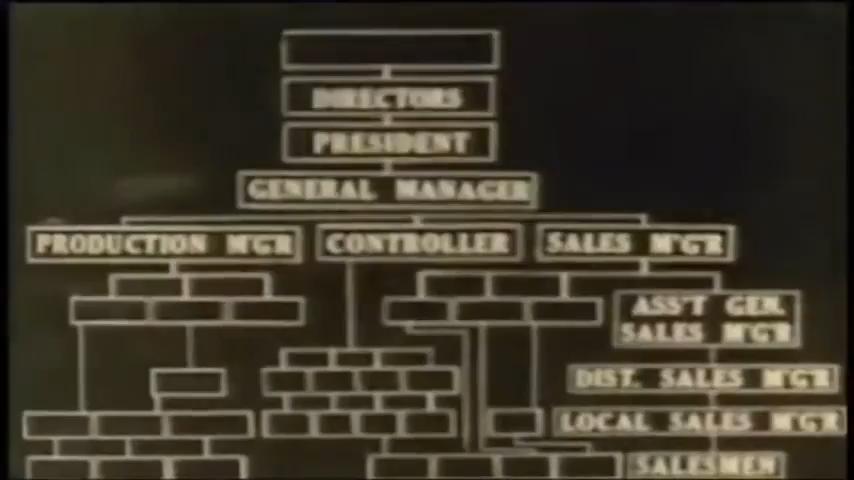 DIRECTORS
PRESIDENT
GENERAL MANAGER
PRODUCTION M'G'R
CONTROLLER
SALES M'G'R
ASS'T GEN.
SALES M'G'R
DIST. SALES M'G'R
LOCAL SALES M'G'R
SALESMEN